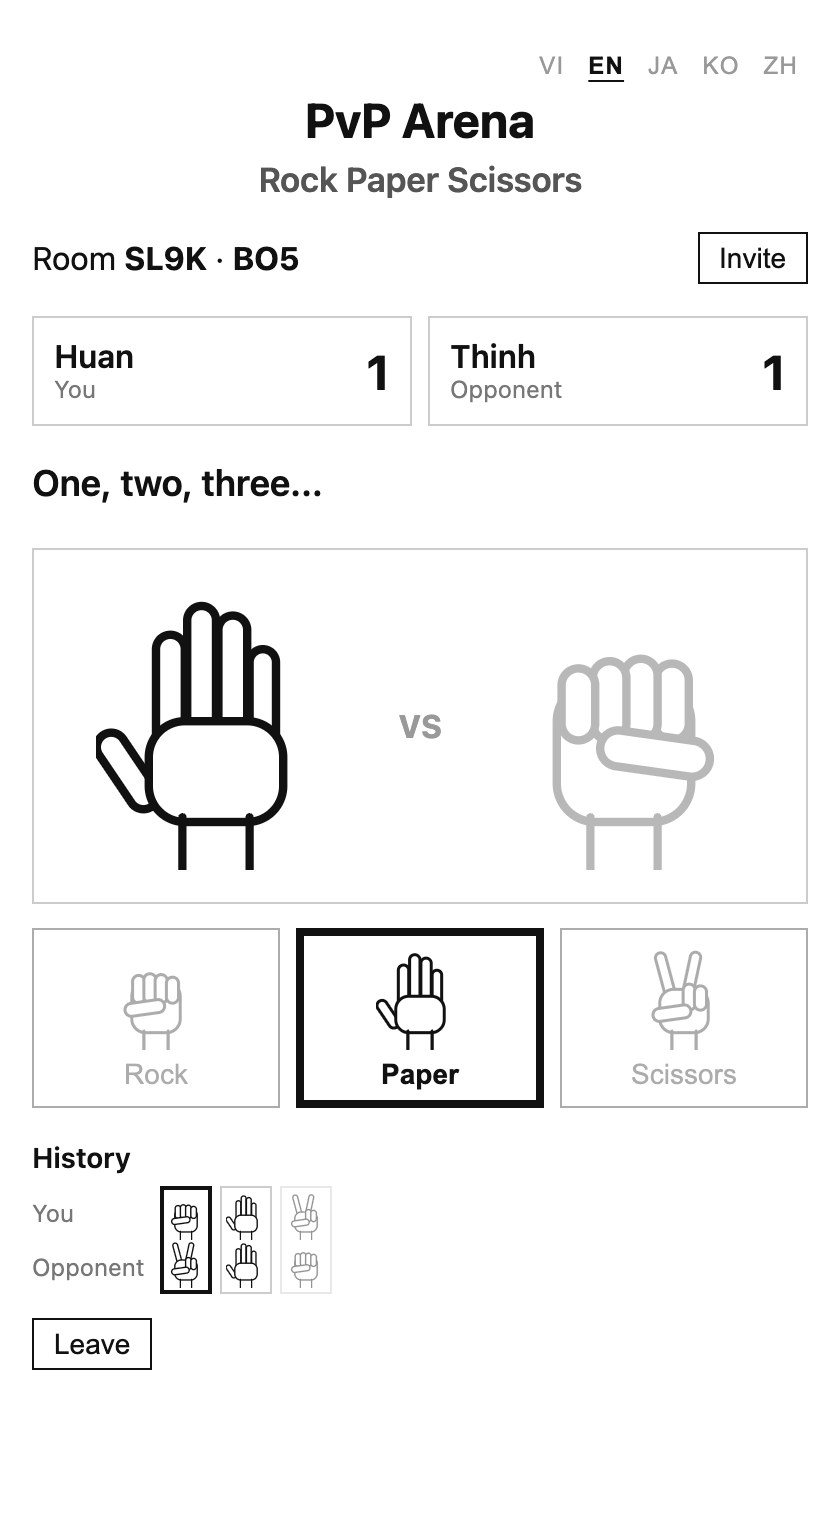 VI EN JA KO ZH
PvP Arena
Rock Paper Scissors
Room SL9K · BO5
Invite
Huan
You
1
Thinh
Opponent
1
One, two, three...
VS
Rock
Paper
Scissors
History
You
Opponent
Leave